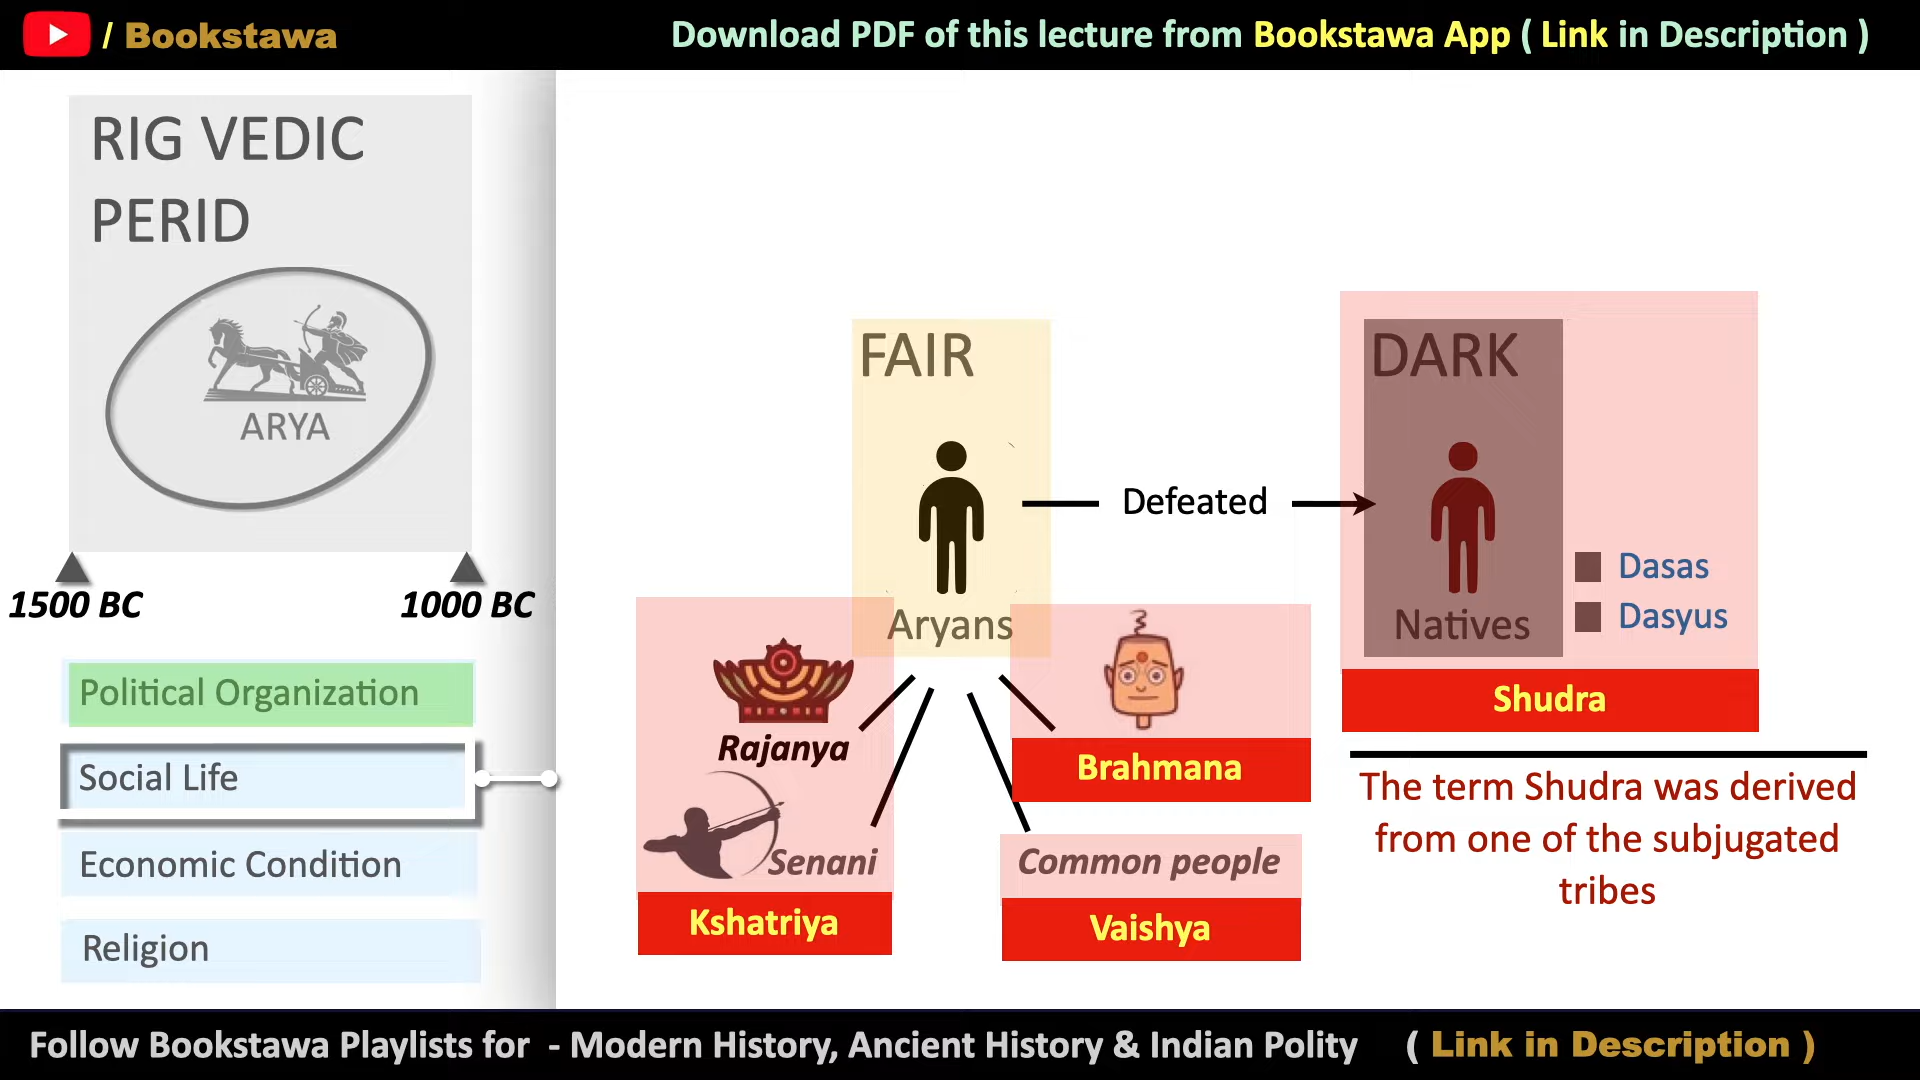 / Bookstawa
Download PDF of this lecture from Bookstawa App ( Link in Description )
RIG VEDIC
PERID
ARYA
1500 BC
1000 BC
Political Organization
Social Life
Economic Condition
Religion
FAIR
Aryans
Defeated
DARK
Natives
Dasas
Dasyus
Shudra
Rajanya
Senani
Kshatriya
Brahmana
Common people
Vaishya
The term Shudra was derived
from one of the subjugated
tribes
Follow Bookstawa Playlists for - Modern History, Ancient History & Indian Polity ( Link in Description )